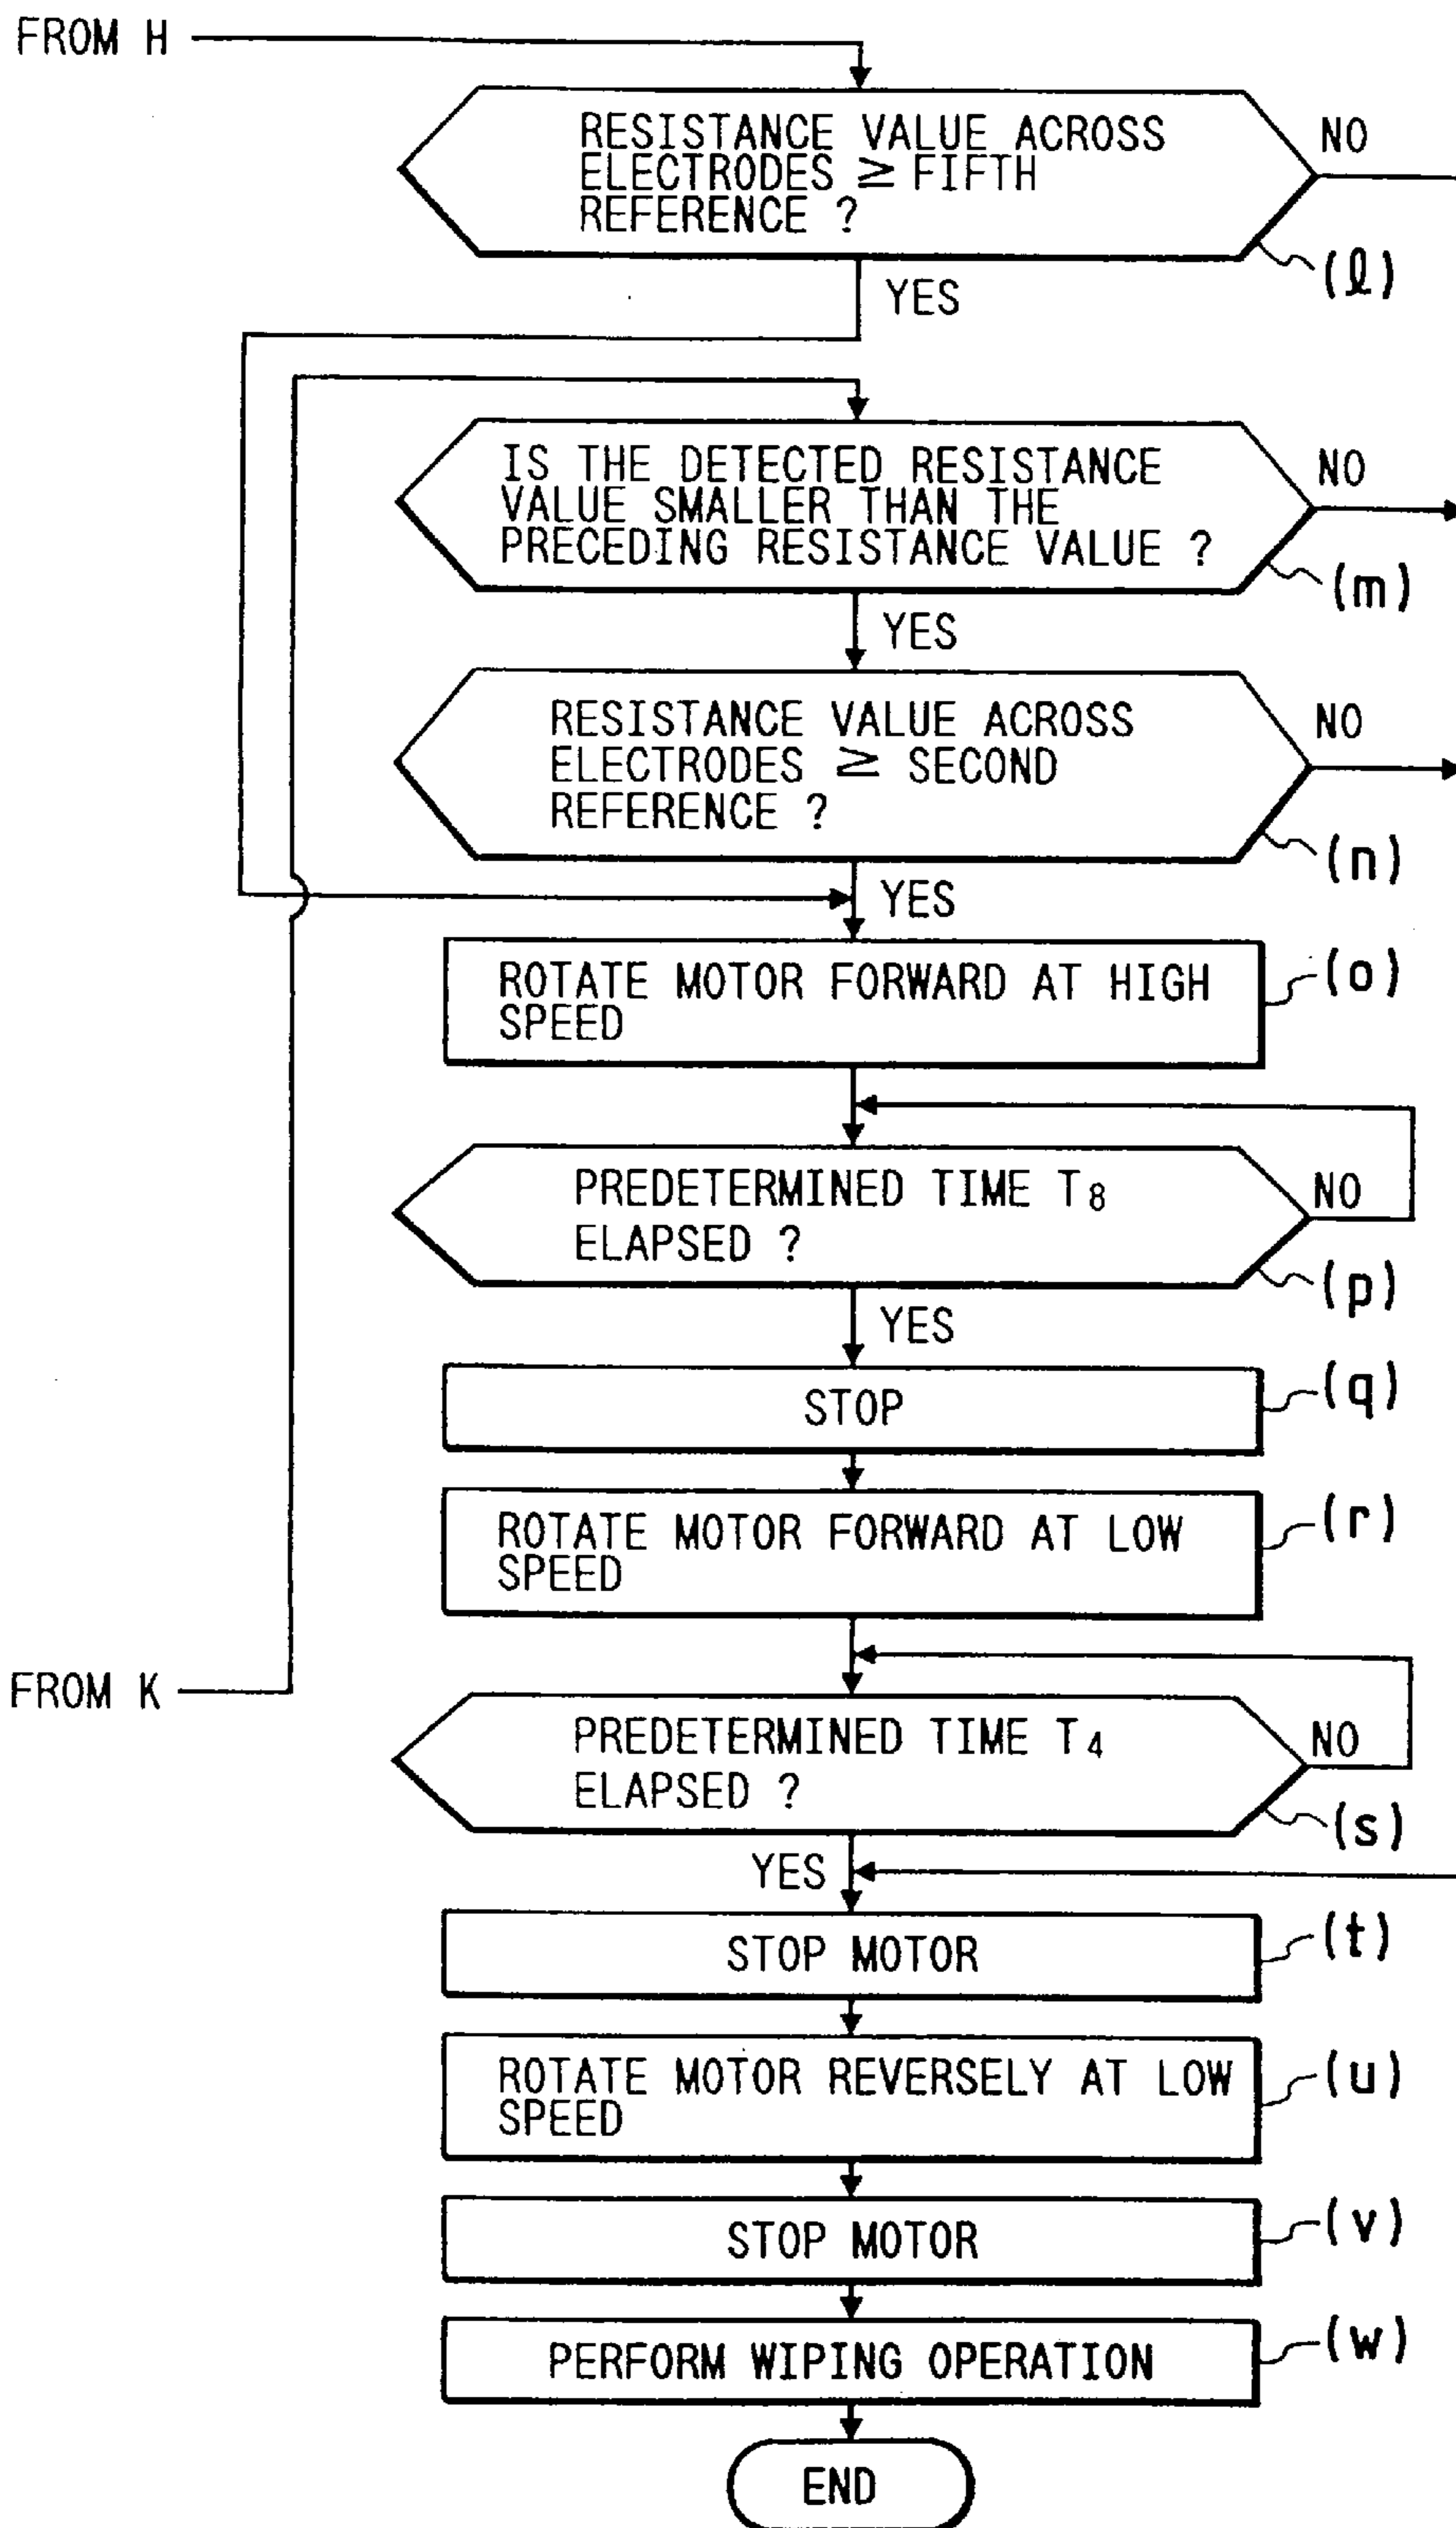 FROM H
RESISTANCE VALUE ACROSS
ELECTRODES ≧ FIFTH
REFERENCE ?
NO
(ℓ)
YES
IS THE DETECTED RESISTANCE
VALUE SMALLER THAN THE
PRECEDING RESISTANCE VALUE ?
NO
(m)
YES
RESISTANCE VALUE ACROSS
ELECTRODES ≧ SECOND
REFERENCE ?
NO
(n)
YES
ROTATE MOTOR FORWARD AT HIGH
SPEED
(o)
PREDETERMINED TIME T8
ELAPSED ?
NO
(p)
YES
STOP
(q)
ROTATE MOTOR FORWARD AT LOW
SPEED
(r)
FROM K
PREDETERMINED TIME T4
ELAPSED ?
NO
(s)
YES
STOP MOTOR
(t)
ROTATE MOTOR REVERSELY AT LOW
SPEED
(u)
STOP MOTOR
(v)
PERFORM WIPING OPERATION
(w)
END